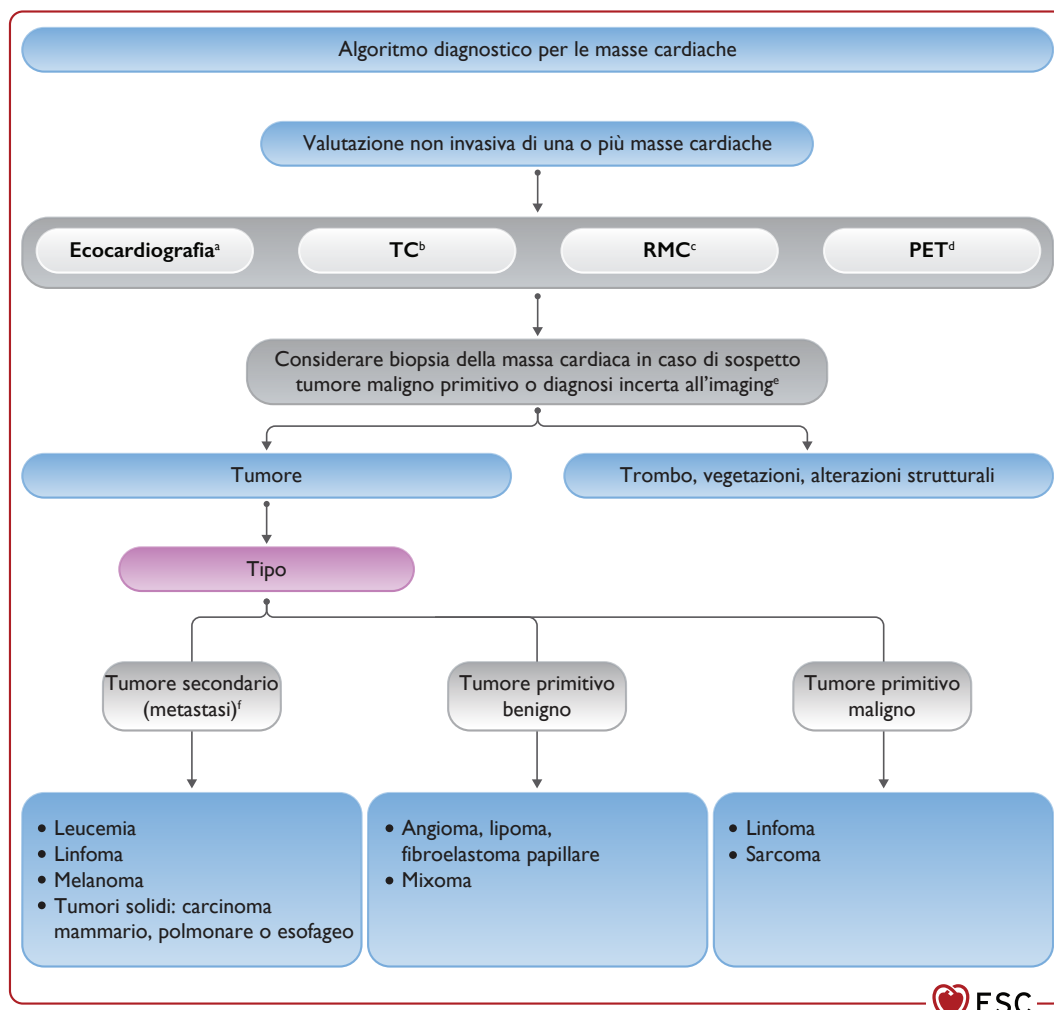 Algoritmo diagnostico per le masse cardiache
Valutazione non invasiva di una o più masse cardiache
Ecocardiografiaᵃ
TCᵇ
RMCᶜ
PETᵈ
Considerare biopsia della massa cardiaca in caso di sospetto
tumore maligno primitivo o diagnosi incerta all’imagingᵉ
Tumore
Trombo, vegetazioni, alterazioni strutturali
Tipo
Tumore secondario
(metastasi)ᶠ
Tumore primitivo
benigno
Tumore primitivo
maligno
• Leucemia
• Linfoma
• Melanoma
• Tumori solidi: carcinoma
mammario, polmonare o esofageo
• Angioma, lipoma,
fibroelastoma papillare
• Mixoma
• Linfoma
• Sarcoma
ESC